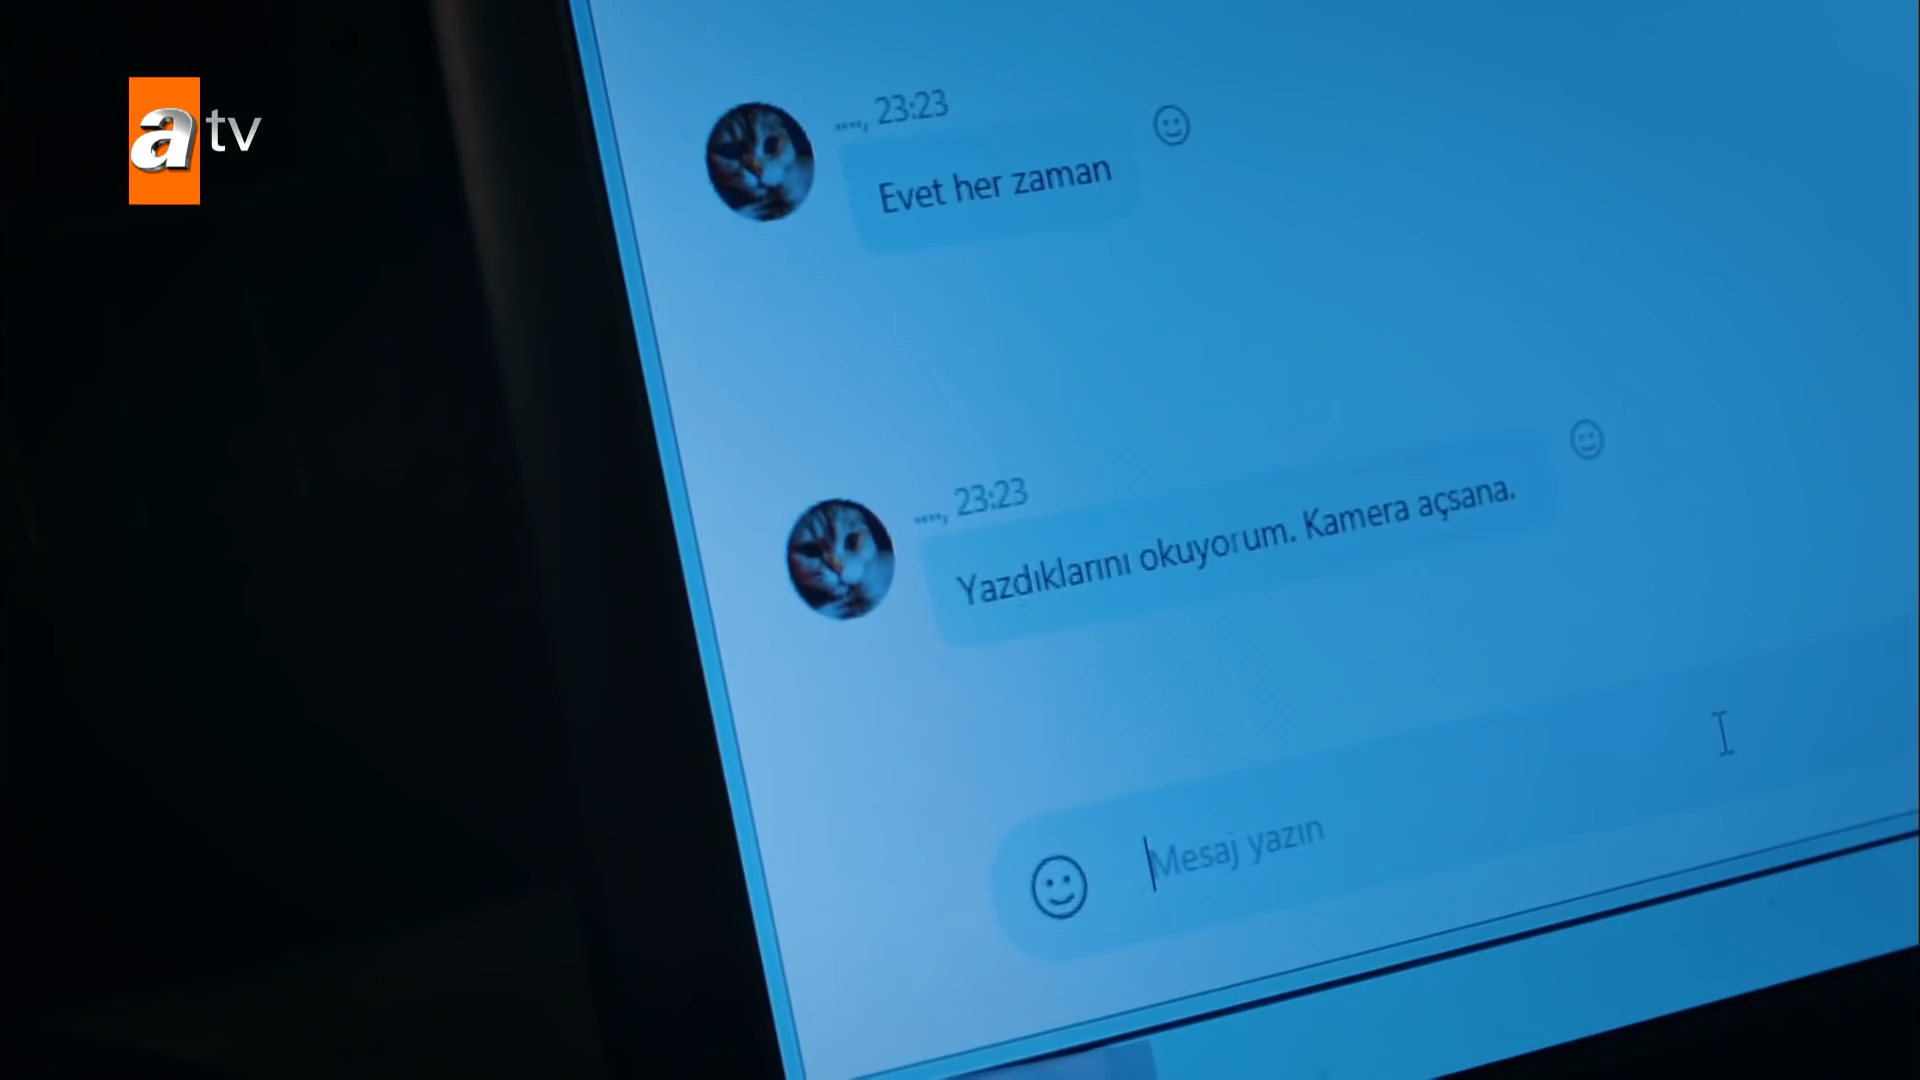 atv
...., 23:23
Evet her zaman
...., 23:23
Yazdıklarını okuyorum. Kamera açsana.
Mesaj yazın